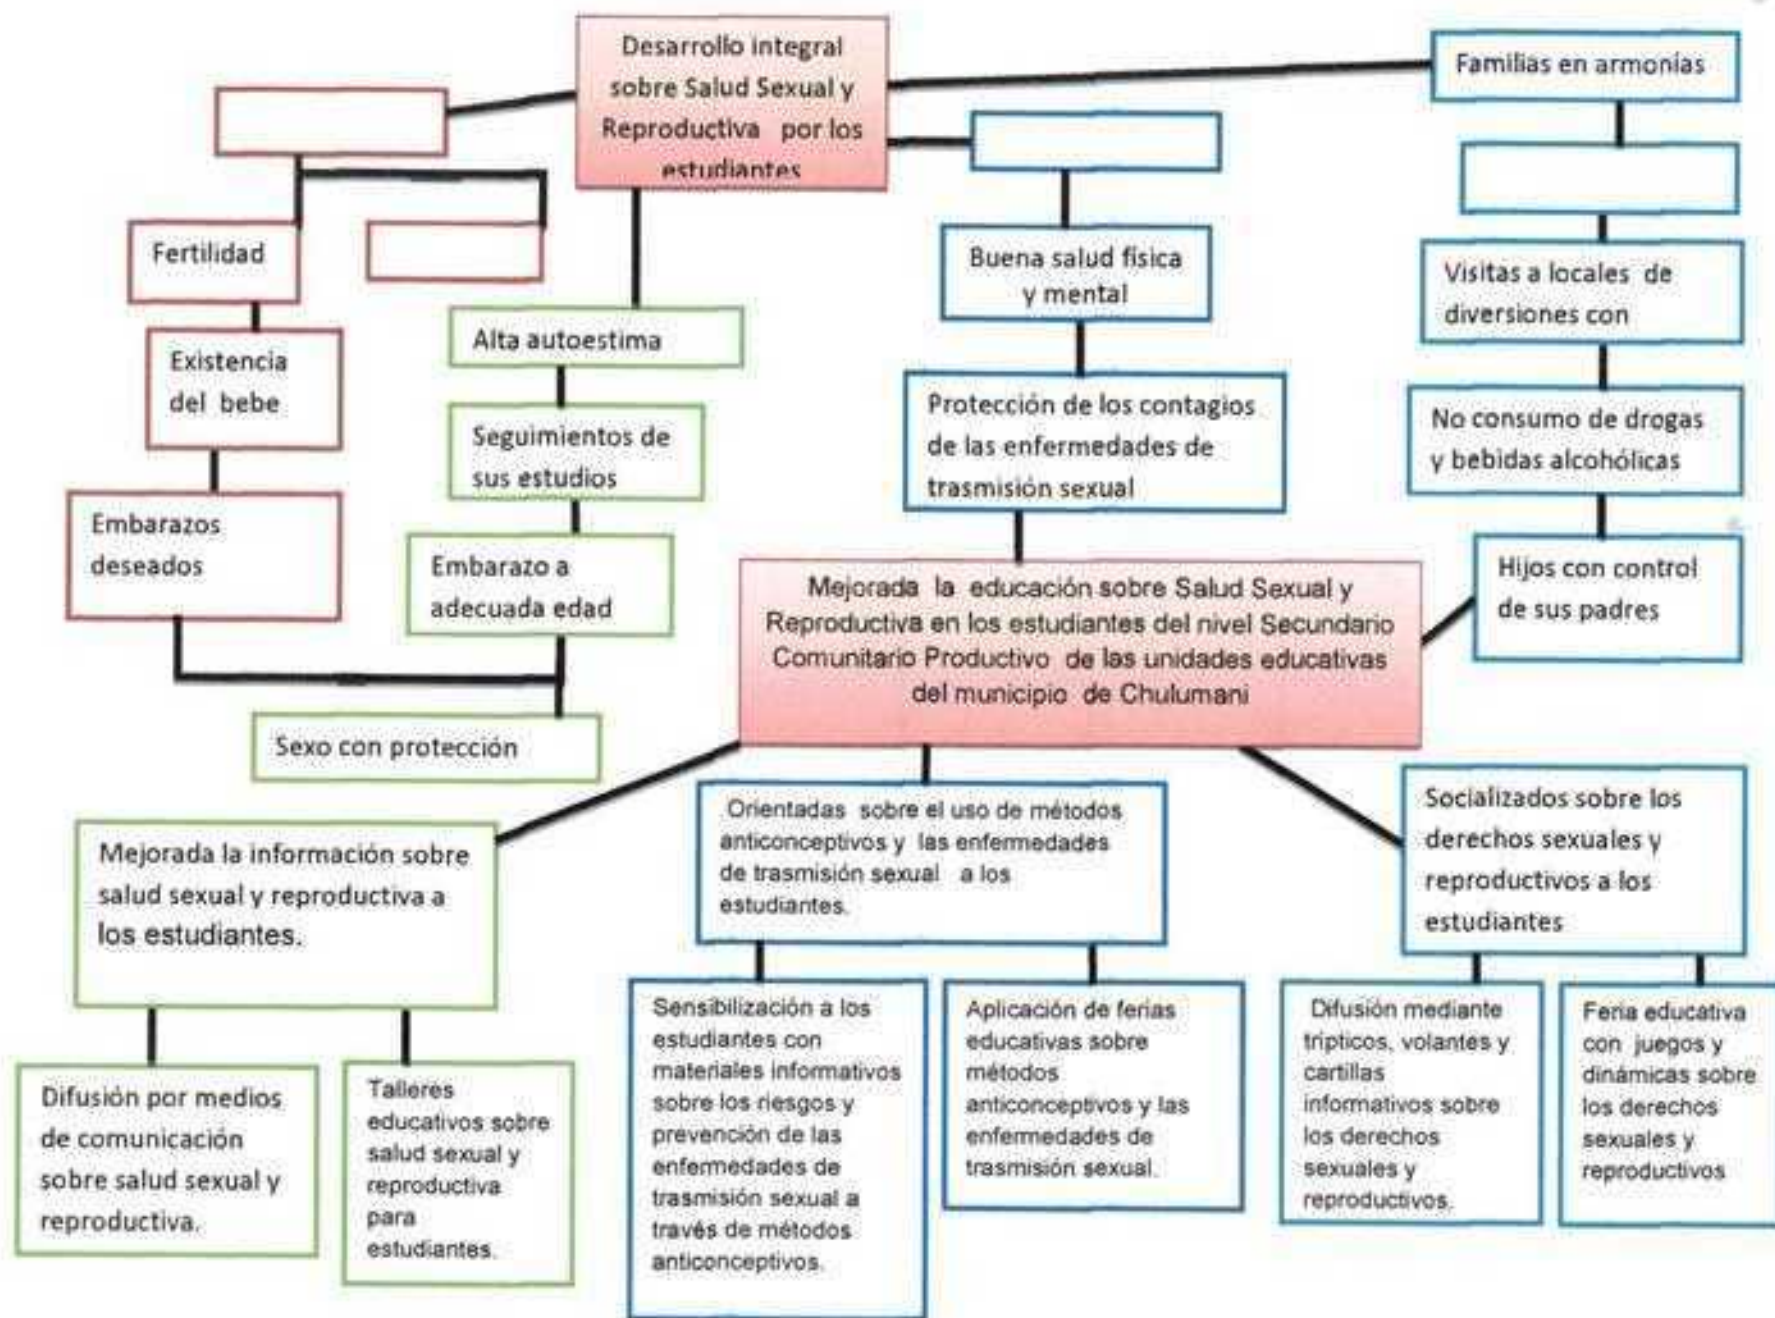 Desarrollo integral
sobre Salud Sexual y
Reproductiva por los
estudiantes
Familias en armonías
Fertilidad
Buena salud física
y mental
Visitas a locales de
diversiones con
Existencia
del bebe
Alta autoestima
Protección de los contagios
de las enfermedades de
trasmisión sexual
No consumo de drogas
y bebidas alcohólicas
Seguimientos de
sus estudios
Embarazos
deseados
Embarazo a
adecuada edad
Hijos con control
de sus padres
Mejorada la educación sobre Salud Sexual y
Reproductiva en los estudiantes del nivel Secundario
Comunitario Productivo de las unidades educativas
del municipio de Chulumani
Sexo con protección
Mejorada la información sobre
salud sexual y reproductiva a
los estudiantes.
Orientadas sobre el uso de métodos
anticonceptivos y las enfermedades
de trasmisión sexual a los
estudiantes.
Socializados sobre los
derechos sexuales y
reproductivos a los
estudiantes
Difusión por medios
de comunicación
sobre salud sexual y
reproductiva.
Talleres
educativos sobre
salud sexual y
reproductiva
para
estudiantes.
Sensibilización a los
estudiantes con
materiales informativos
sobre los riesgos y
prevención de las
enfermedades de
trasmisión sexual a
través de métodos
anticonceptivos.
Aplicación de ferias
educativas sobre
métodos
anticonceptivos y las
enfermedades de
trasmisión sexual.
Difusión mediante
trípticos, volantes y
cartillas
informativos sobre
los derechos
sexuales y
reproductivos.
Feria educativa
con juegos y
dinámicas sobre
los derechos
sexuales y
reproductivos